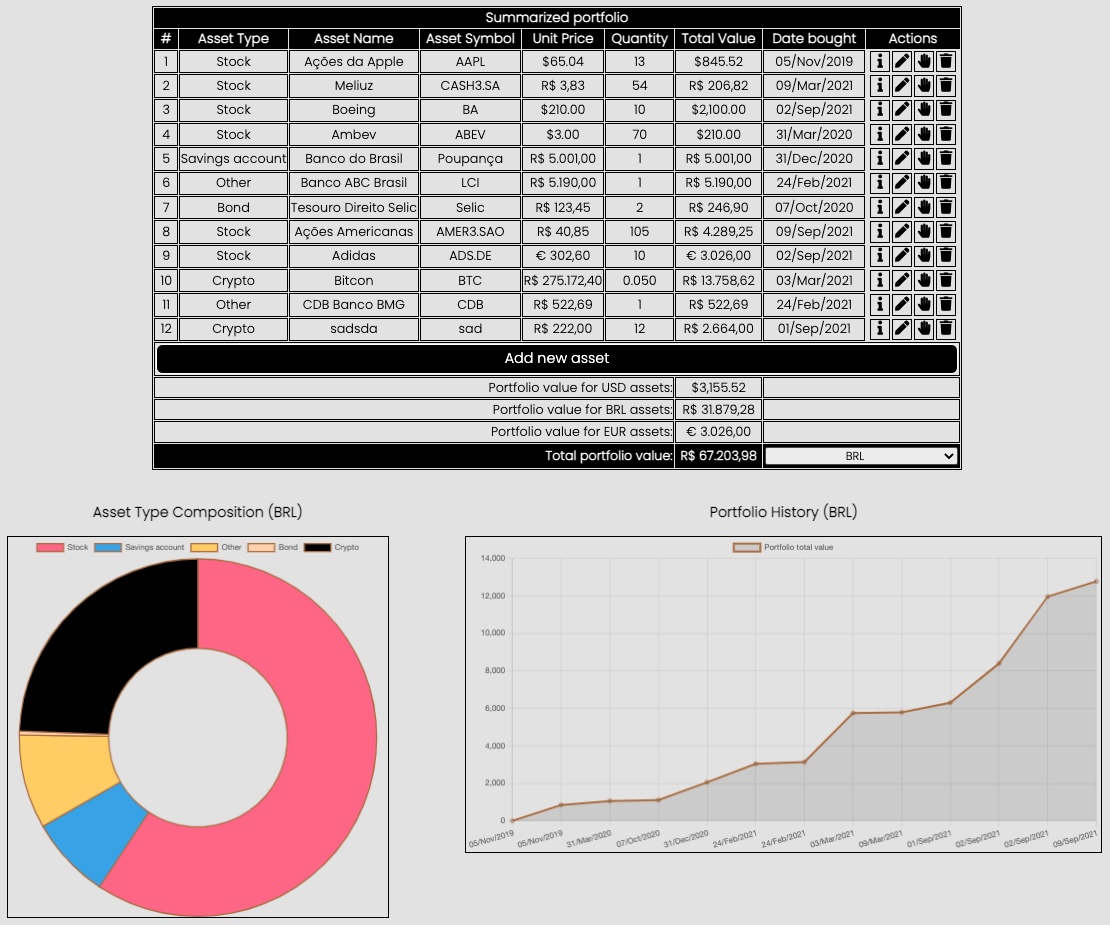 Summarized portfolio
# Asset Type Asset Name Asset Symbol Unit Price Quantity Total Value Date bought Actions
1 Stock Ações da Apple AAPL $65.04 13 $845.52 05/Nov/2019
2 Stock Meliuz CASH3.SA R$ 3,83 54 R$ 206,82 09/Mar/2021
3 Stock Boeing BA $210.00 10 $2,100.00 02/Sep/2021
4 Stock Ambev ABEV $3.00 70 $210.00 31/Mar/2020
5 Savings account Banco do Brasil Poupança R$ 5.001,00 1 R$ 5.001,00 31/Dec/2020
6 Other Banco ABC Brasil LCI R$ 5.190,00 1 R$ 5.190,00 24/Feb/2021
7 Bond Tesouro Direito Selic Selic R$ 123,45 2 R$ 246,90 07/Oct/2020
8 Stock Ações Americanas AMER3.SAO R$ 40,85 105 R$ 4.289,25 09/Sep/2021
9 Stock Adidas ADS.DE € 302,60 10 € 3.026,00 02/Sep/2021
10 Crypto Bitcon BTC R$ 275.172,40 0.050 R$ 13.758,62 03/Mar/2021
11 Other CDB Banco BMG CDB R$ 522,69 1 R$ 522,69 24/Feb/2021
12 Crypto sadsda sad R$ 222,00 12 R$ 2.664,00 01/Sep/2021
Add new asset
Portfolio value for USD assets: $3,155.52
Portfolio value for BRL assets: R$ 31.879,28
Portfolio value for EUR assets: € 3.026,00
Total portfolio value: R$ 67.203,98 BRL
Asset Type Composition (BRL)
Stock Savings account Other Bond Crypto
Portfolio History (BRL)
Portfolio total value
14,000
12,000
10,000
8,000
6,000
4,000
2,000
0
05/Nov/2019 05/Nov/2019 31/Mar/2020 07/Oct/2020 31/Dec/2020 24/Feb/2021 24/Feb/2021 03/Mar/2021 09/Mar/2021 01/Sep/2021 02/Sep/2021 02/Sep/2021 09/Sep/2021